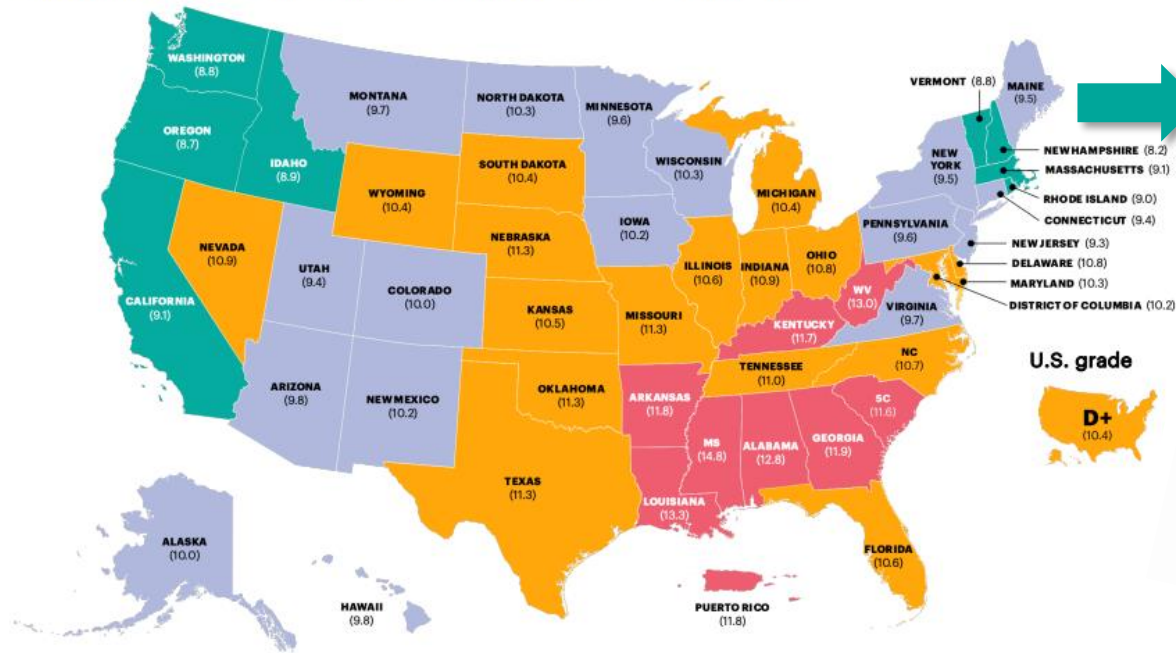 WASHINGTON
(8.8)
OREGON
(8.7)
CALIFORNIA
(9.1)
IDAHO
(8.9)
NEVADA
(10.9)
MONTANA
(9.7)
WYOMING
(10.4)
UTAH
(9.4)
COLORADO
(10.0)
ARIZONA
(9.8)
NEW MEXICO
(10.2)
NORTH DAKOTA
(10.3)
SOUTH DAKOTA
(10.4)
NEBRASKA
(11.3)
KANSAS
(10.5)
OKLAHOMA
(11.3)
TEXAS
(11.3)
MINNESOTA
(9.6)
IOWA
(10.2)
MISSOURI
(11.3)
ARKANSAS
(11.8)
LOUISIANA
(13.3)
WISCONSIN
(10.3)
ILLINOIS
(10.6)
MICHIGAN
(10.4)
INDIANA
(10.9)
OHIO
(10.8)
KENTUCKY
(11.7)
TENNESSEE
(11.0)
MS
(14.8)
ALABAMA
(12.8)
GEORGIA
(11.9)
FLORIDA
(10.6)
SC
(11.6)
NC
(10.7)
WV
(13.0)
VIRGINIA
(9.7)
PENNSYLVANIA
(9.6)
NEW
YORK
(9.5)
VERMONT (8.8)
MAINE
(9.5)
NEW HAMPSHIRE (8.2)
MASSACHUSETTS (9.1)
RHODE ISLAND (9.0)
CONNECTICUT (9.4)
NEW JERSEY (9.3)
DELAWARE (10.8)
MARYLAND (10.3)
DISTRICT OF COLUMBIA (10.2)
ALASKA
(10.0)
HAWAII
(9.8)
PUERTO RICO
(11.8)
U.S. grade
D+
(10.4)